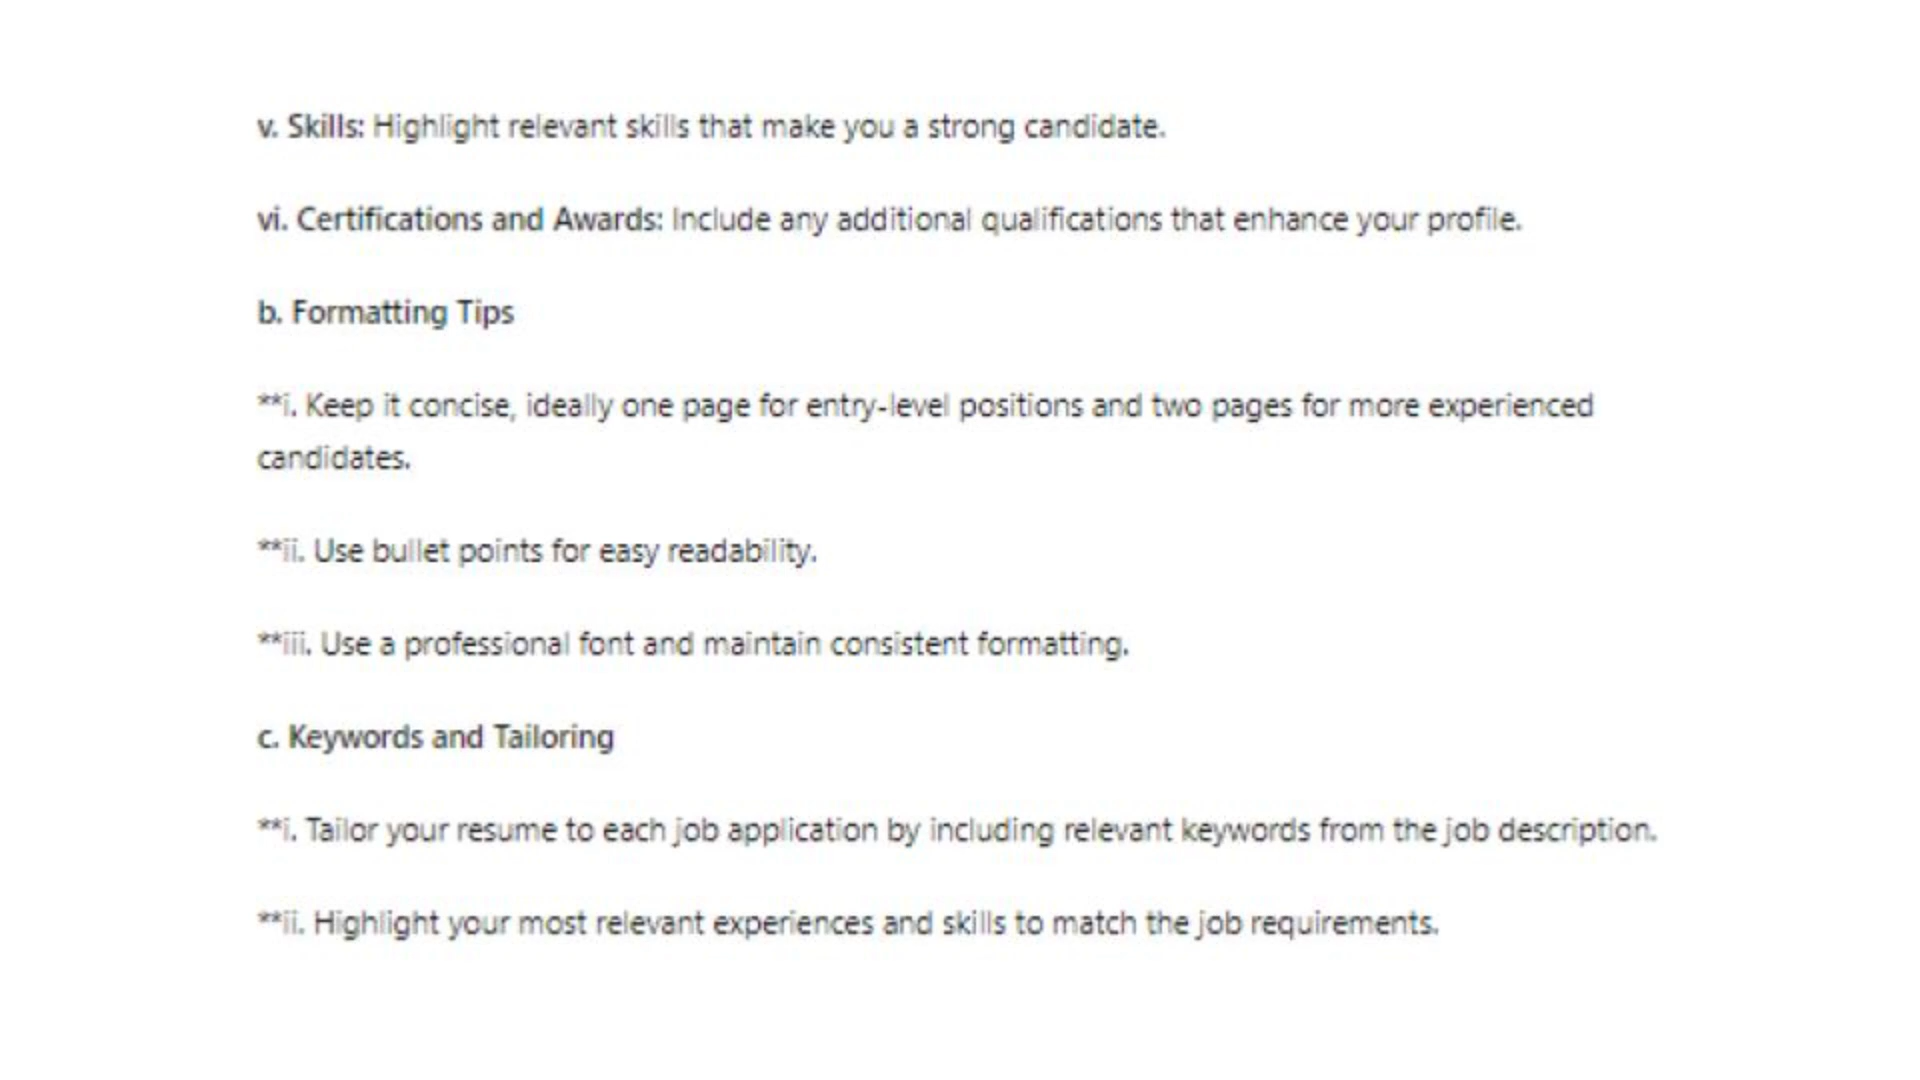 v. Skills: Highlight relevant skills that make you a strong candidate.
vi. Certifications and Awards: Include any additional qualifications that enhance your profile.
b. Formatting Tips
**i. Keep it concise, ideally one page for entry-level positions and two pages for more experienced
candidates.
**ii. Use bullet points for easy readability.
**iii. Use a professional font and maintain consistent formatting.
c. Keywords and Tailoring
**i. Tailor your resume to each job application by including relevant keywords from the job description.
**ii. Highlight your most relevant experiences and skills to match the job requirements.